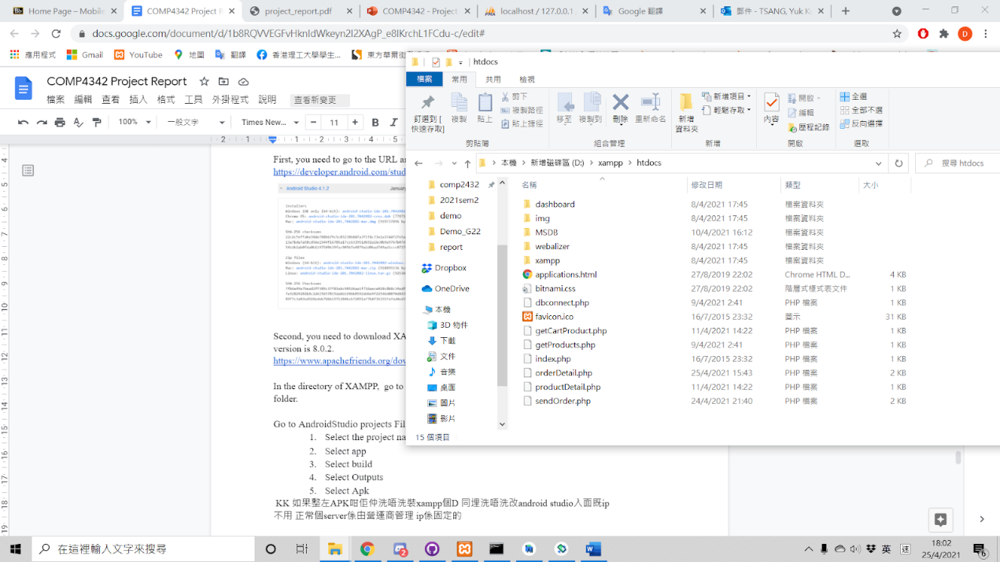 Home Page - Mobile
COMP4342 Project R
project_report.pdf
COMP4342 - Project
localhost / 127.0.0.1
Google 翻譯
郵件 - TSANG, Yuk K
docs.google.com/document/d/1b8RQVVEGFvHknIdWkeyn2I2XAgP_e8IKrchL1FCdu-c/edit#
應用程式
Gmail
YouTube
地圖
翻譯
香港理工大學學生...
東方華爾街
COMP4342 Project Report
檔案 編輯 查看 插入 格式 工具 外掛程式 說明 查看新變更
100% 一般文字 Times New... 11 B I
2 1 1 2 3 4 5
First, you need to go to the URL an
https://developer.android.com/stud
Android Studio 4.1.2
January
Installers
SHA-256 checksums
Zip files
SHA-256 Checksums
Second, you need to download XA
version is 8.0.2.
https://www.apachefriends.org/dov
In the directory of XAMPP, go to
folder.
Go to AndroidStudio projects Fil
1. Select the project na
2. Select app
3. Select build
4. Select Outputs
5. Select Apk
KK 如果整左APK咁佢仲洗唔洗裝xampp個D 同埋洗唔洗改android studio入面既ip
不用 正常個server係由營運商管理 ip係固定的
htdocs
檔案 常用 共用 檢視
釘選到 [
快速存取]
複製
貼上
剪下
複製路徑
貼上捷徑
剪貼簿
移至
複製到
刪除
重新命名
組合管理
新增
資料夾
新增項目
輕鬆存取
新增
內容
開啟
編輯
歷程記錄
開啟
全選
全部不選
反向選擇
選取
本機 > 新增磁碟區 (D:) > xampp > htdocs
搜尋 htdocs
comp2432
2021sem2
demo
Demo_G22
report
Dropbox
OneDrive
本機
3D 物件
下載
文件
音樂
桌面
圖片
影片
名稱 修改日期 類型 大小
dashboard 8/4/2021 17:45 檔案資料夾
img 8/4/2021 17:45 檔案資料夾
MSDB 10/4/2021 16:12 檔案資料夾
webalizer 8/4/2021 17:45 檔案資料夾
xampp 8/4/2021 17:45 檔案資料夾
applications.html 27/8/2019 22:02 Chrome HTML D... 4 KB
bitnami.css 27/8/2019 22:02 階層式樣式表文件 1 KB
dbconnect.php 9/4/2021 2:41 PHP 檔案 1 KB
favicon.ico 16/7/2015 23:32 圖示 31 KB
getCartProduct.php 11/4/2021 14:22 PHP 檔案 1 KB
getProducts.php 9/4/2021 2:41 PHP 檔案 1 KB
index.php 16/7/2015 23:32 PHP 檔案 1 KB
orderDetail.php 25/4/2021 15:43 PHP 檔案 2 KB
productDetail.php 11/4/2021 14:22 PHP 檔案 1 KB
sendOrder.php 24/4/2021 21:40 PHP 檔案 2 KB
15 個項目
在這裡輸入文字來搜尋
英
18:02
25/4/2021